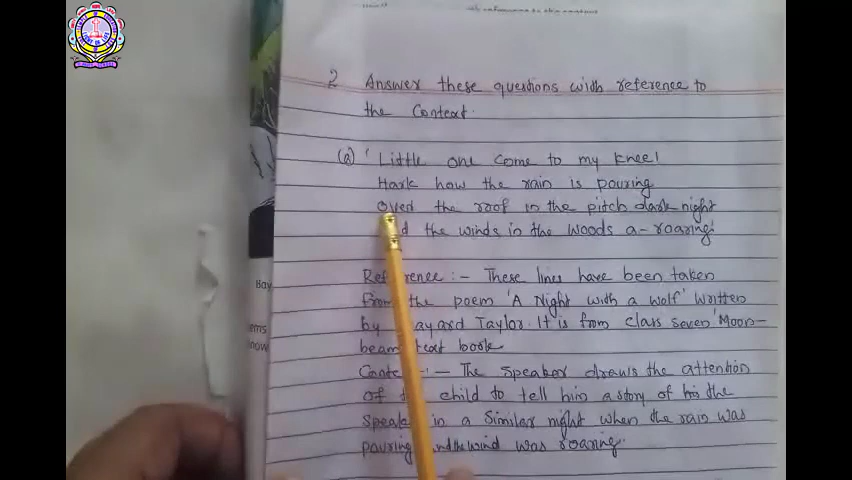 2 Answer these questions with reference to
the Context.
(a) 'Little one come to my knee!
Hark how the rain is pouring
Over the roof in the pitch dark night
the winds in the woods a-roaring.'
Reference :- These lines have been taken
from the poem 'A Night with a wolf' written
by Bayard Taylor. It is from class seven 'Moon-
beam text book
:- The Speaker draws the attention
of the child to tell him a story of his the
in a Similar night when the rain was
pouring and the wind was roaring.
Bay
ems
now